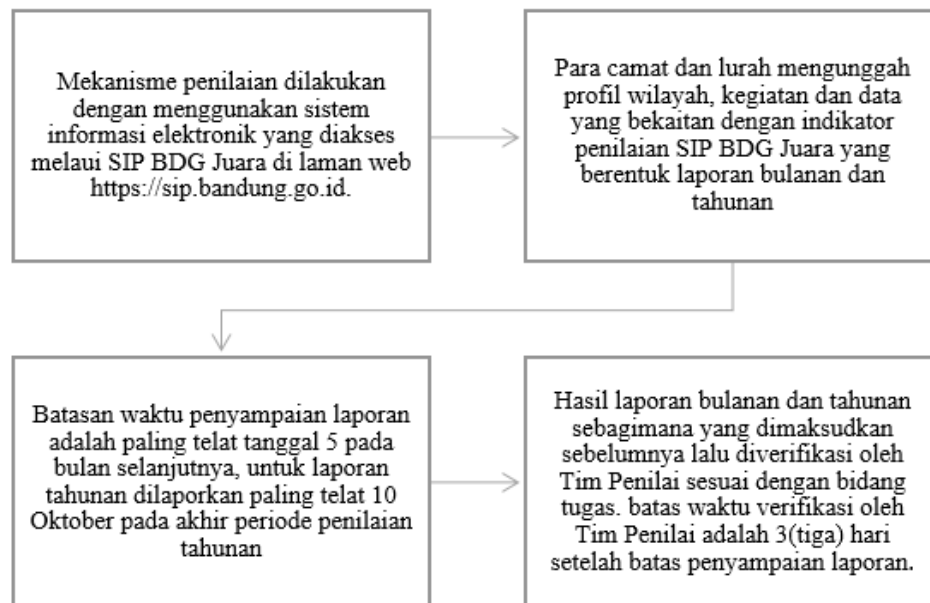 Mekanisme penilaian dilakukan
dengan menggunakan sistem
informasi elektronik yang diakses
melaui SIP BDG Juara di laman web
https://sip.bandung.go.id.
Para camat dan lurah mengunggah
profil wilayah, kegiatan dan data
yang bekaitan dengan indikator
penilaian SIP BDG Juara yang
berentuk laporan bulanan dan
tahunan
Batasan waktu penyampaian laporan
adalah paling telat tanggal 5 pada
bulan selanjutnya, untuk laporan
tahunan dilaporkan paling telat 10
Oktober pada akhir periode penilaian
tahunan
Hasil laporan bulanan dan tahunan
sebagimana yang dimaksudkan
sebelumnya lalu diverifikasi oleh
Tim Penilai sesuai dengan bidang
tugas. batas waktu verifikasi oleh
Tim Penilai adalah 3(tiga) hari
setelah batas penyampaian laporan.